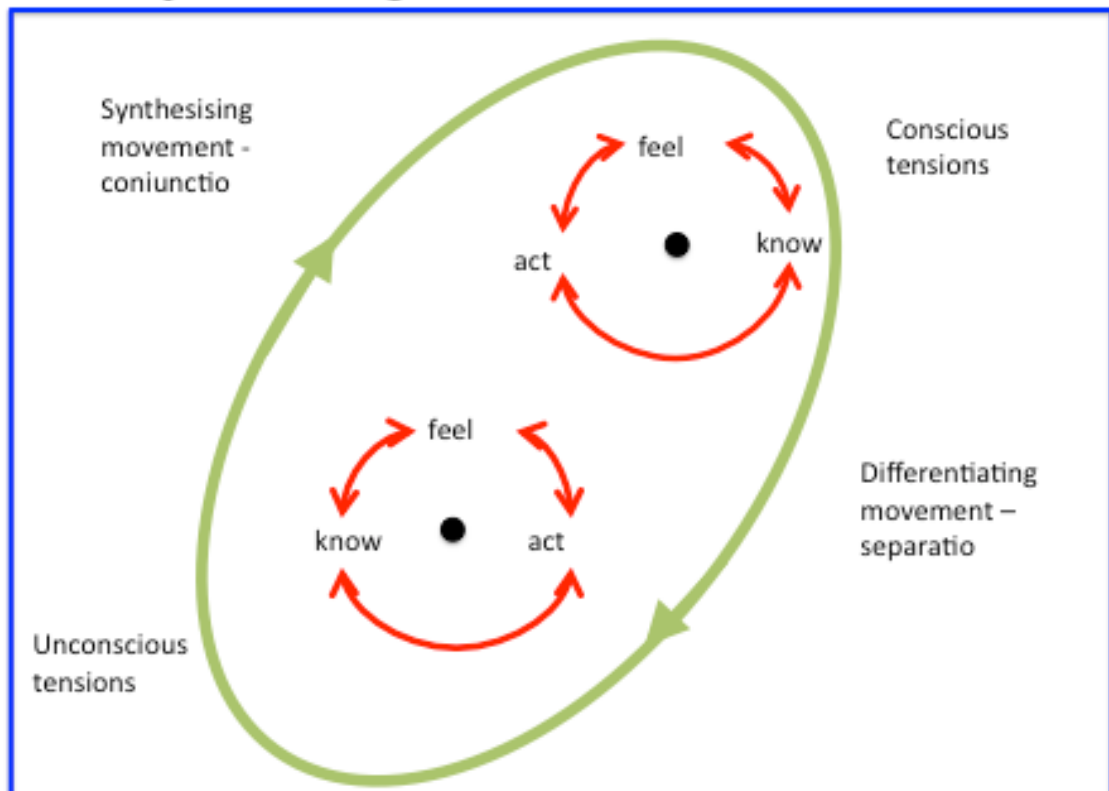 Synthesising
movement -
coniunctio
Conscious
tensions
feel
act
know
feel
know
act
Differentiating
movement –
separatio
Unconscious
tensions